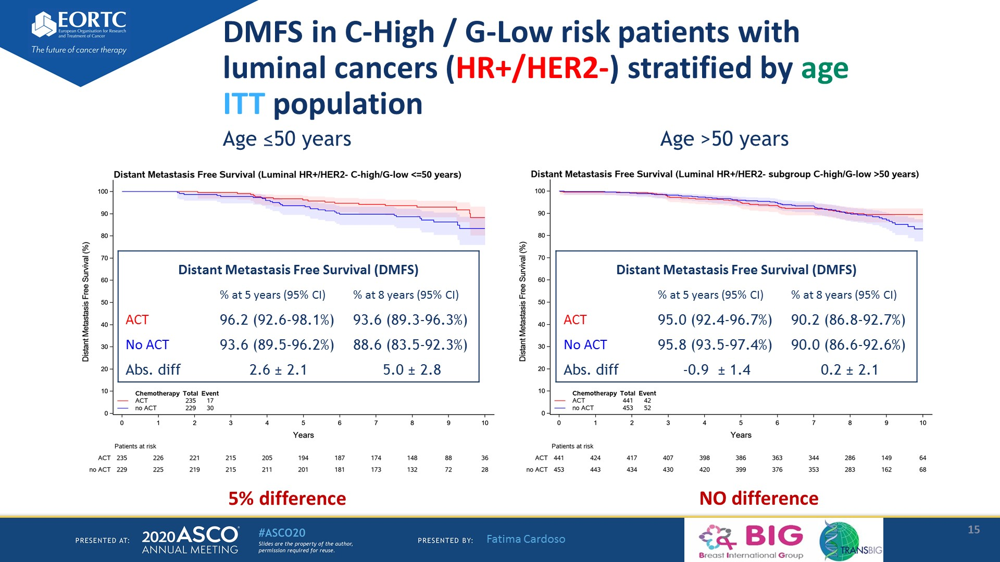 EORTC
European Organisation for Research
and Treatment of Cancer
The future of cancer therapy
DMFS in C-High / G-Low risk patients with
luminal cancers (HR+/HER2-) stratified by age
ITT population
Age ≤50 years
Distant Metastasis Free Survival (Luminal HR+/HER2- C-high/G-low <=50 years)
Distant Metastasis Free Survival (%)
100
90
80
70
60
50
40
30
20
10
0
Distant Metastasis Free Survival (DMFS)
% at 5 years (95% CI) % at 8 years (95% CI)
ACT 96.2 (92.6-98.1%) 93.6 (89.3-96.3%)
No ACT 93.6 (89.5-96.2%) 88.6 (83.5-92.3%)
Abs. diff 2.6 ± 2.1 5.0 ± 2.8
Chemotherapy Total Event
ACT 235 17
no ACT 229 30
0 1 2 3 4 5 6 7 8 9 10
Years
Patients at risk
ACT 235 226 221 215 205 194 187 174 148 88 36
no ACT 229 225 219 215 211 201 181 173 132 72 28
5% difference
Age >50 years
Distant Metastasis Free Survival (Luminal HR+/HER2- subgroup C-high/G-low >50 years)
Distant Metastasis Free Survival (%)
100
90
80
70
60
50
40
30
20
10
0
Distant Metastasis Free Survival (DMFS)
% at 5 years (95% CI) % at 8 years (95% CI)
ACT 95.0 (92.4-96.7%) 90.2 (86.8-92.7%)
No ACT 95.8 (93.5-97.4%) 90.0 (86.6-92.6%)
Abs. diff -0.9 ± 1.4 0.2 ± 2.1
Chemotherapy Total Event
ACT 441 42
no ACT 453 52
0 1 2 3 4 5 6 7 8 9 10
Years
Patients at risk
ACT 441 424 417 407 398 386 363 344 286 149 64
no ACT 453 443 434 430 420 399 376 353 283 162 68
NO difference
PRESENTED AT:
2020 ASCO®
ANNUAL MEETING
#ASCO20
Slides are the property of the author,
permission required for reuse.
PRESENTED BY: Fatima Cardoso
BIG
Breast International Group
TRANSBIG
15